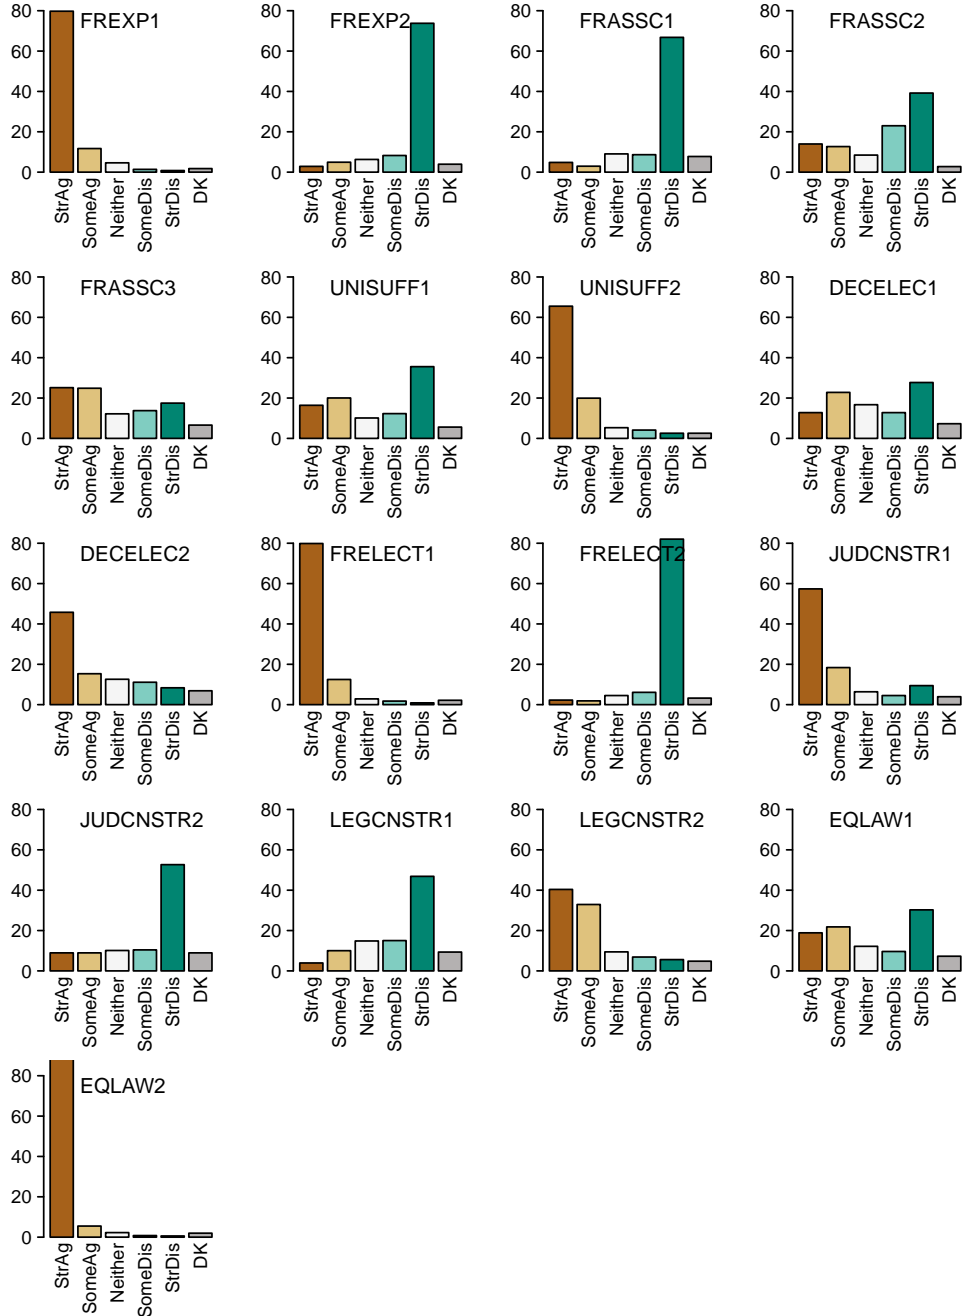 FREXP1
80
60
40
20
0
StrAg
SomeAg
Neither
SomeDis
StrDis
DK
FREXP2
80
60
40
20
0
StrAg
SomeAg
Neither
SomeDis
StrDis
DK
FRASSC1
80
60
40
20
0
StrAg
SomeAg
Neither
SomeDis
StrDis
DK
FRASSC2
80
60
40
20
0
StrAg
SomeAg
Neither
SomeDis
StrDis
DK
FRASSC3
80
60
40
20
0
StrAg
SomeAg
Neither
SomeDis
StrDis
DK
UNISUFF1
80
60
40
20
0
StrAg
SomeAg
Neither
SomeDis
StrDis
DK
UNISUFF2
80
60
40
20
0
StrAg
SomeAg
Neither
SomeDis
StrDis
DK
DECELEC1
80
60
40
20
0
StrAg
SomeAg
Neither
SomeDis
StrDis
DK
DECELEC2
80
60
40
20
0
StrAg
SomeAg
Neither
SomeDis
StrDis
DK
FRELECT1
80
60
40
20
0
StrAg
SomeAg
Neither
SomeDis
StrDis
DK
FRELECT2
80
60
40
20
0
StrAg
SomeAg
Neither
SomeDis
StrDis
DK
JUDCNSTR1
80
60
40
20
0
StrAg
SomeAg
Neither
SomeDis
StrDis
DK
JUDCNSTR2
80
60
40
20
0
StrAg
SomeAg
Neither
SomeDis
StrDis
DK
LEGCNSTR1
80
60
40
20
0
StrAg
SomeAg
Neither
SomeDis
StrDis
DK
LEGCNSTR2
80
60
40
20
0
StrAg
SomeAg
Neither
SomeDis
StrDis
DK
EQLAW1
80
60
40
20
0
StrAg
SomeAg
Neither
SomeDis
StrDis
DK
EQLAW2
80
60
40
20
0
StrAg
SomeAg
Neither
SomeDis
StrDis
DK